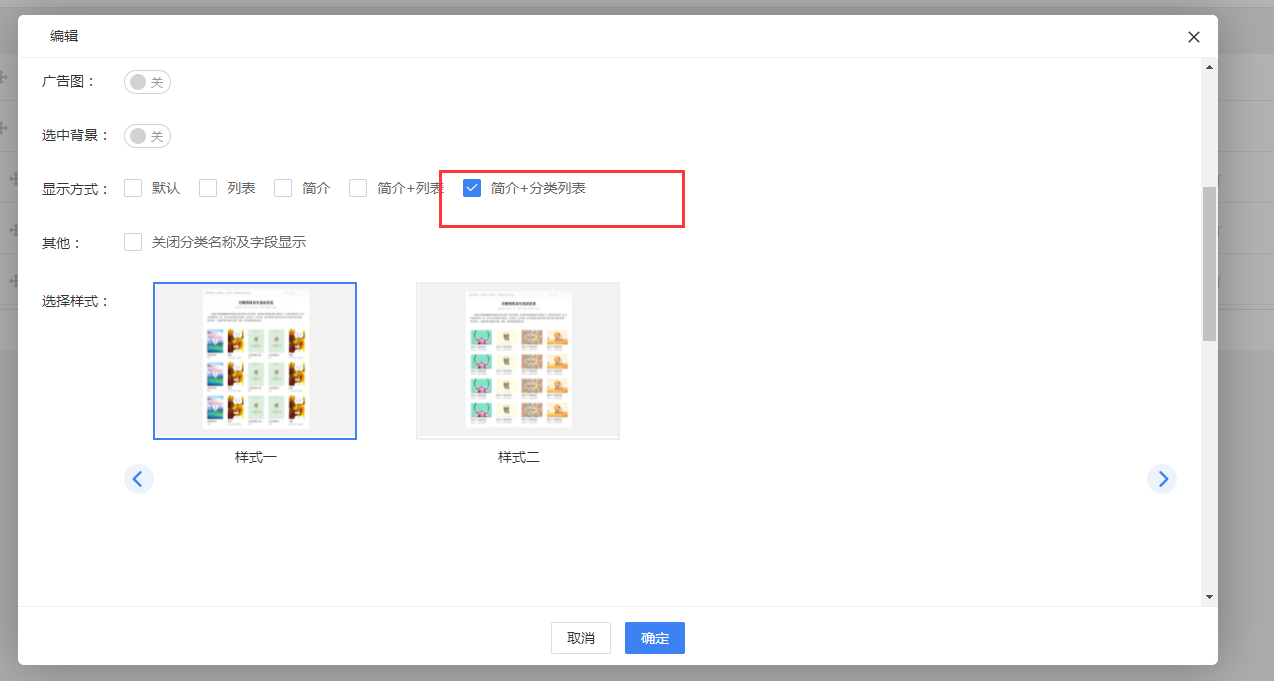 编辑
广告图： 关
选中背景： 关
显示方式： 默认 列表 简介 简介+列表 简介+分类列表
其他： 关闭分类名称及字段显示
选择样式：
样式一 样式二
取消 确定